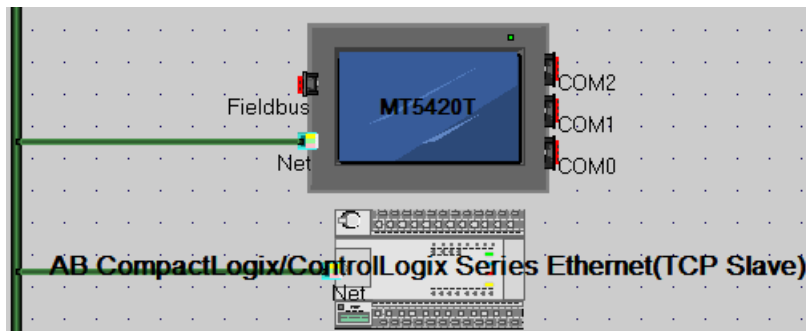 COM2
Fieldbus
MT5420T
COM1
Net
COM0
AB CompactLogix/ControlLogix Series Ethernet(TCP Slave)
Net